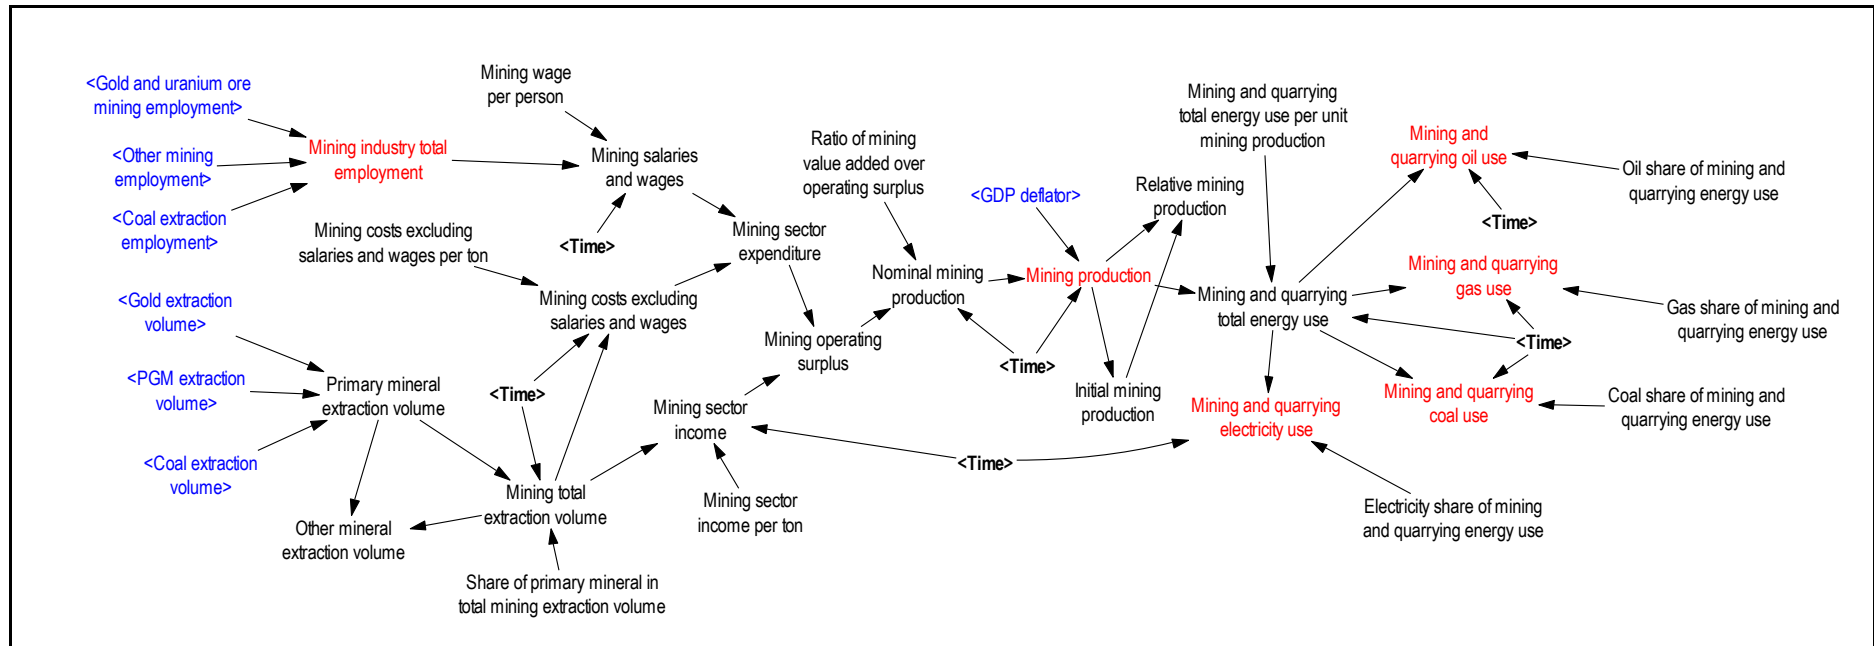 <Gold and uranium ore
mining employment>
<Other mining
employment>
<Coal extraction
employment>
Mining industry total
employment
Mining wage
per person
Mining salaries
and wages
<Time>
Mining costs excluding
salaries and wages per ton
Mining costs excluding
salaries and wages
<Gold extraction
volume>
<PGM extraction
volume>
<Coal extraction
volume>
Primary mineral
extraction volume
<Time>
Other mineral
extraction volume
Mining total
extraction volume
Share of primary mineral in
total mining extraction volume
Mining sector
expenditure
Mining operating
surplus
Mining sector
income
Mining sector
income per ton
Ratio of mining
value added over
operating surplus
Nominal mining
production
<GDP deflator>
Mining production
<Time>
Relative mining
production
Initial mining
production
<Time>
Mining and quarrying
total energy use per unit
mining production
Mining and quarrying
total energy use
Mining and quarrying
electricity use
Mining and
quarrying oil use
<Time>
Oil share of mining and
quarrying energy use
Mining and quarrying
gas use
Gas share of mining and
quarrying energy use
<Time>
Mining and quarrying
coal use
Coal share of mining and
quarrying energy use
Electricity share of mining
and quarrying energy use